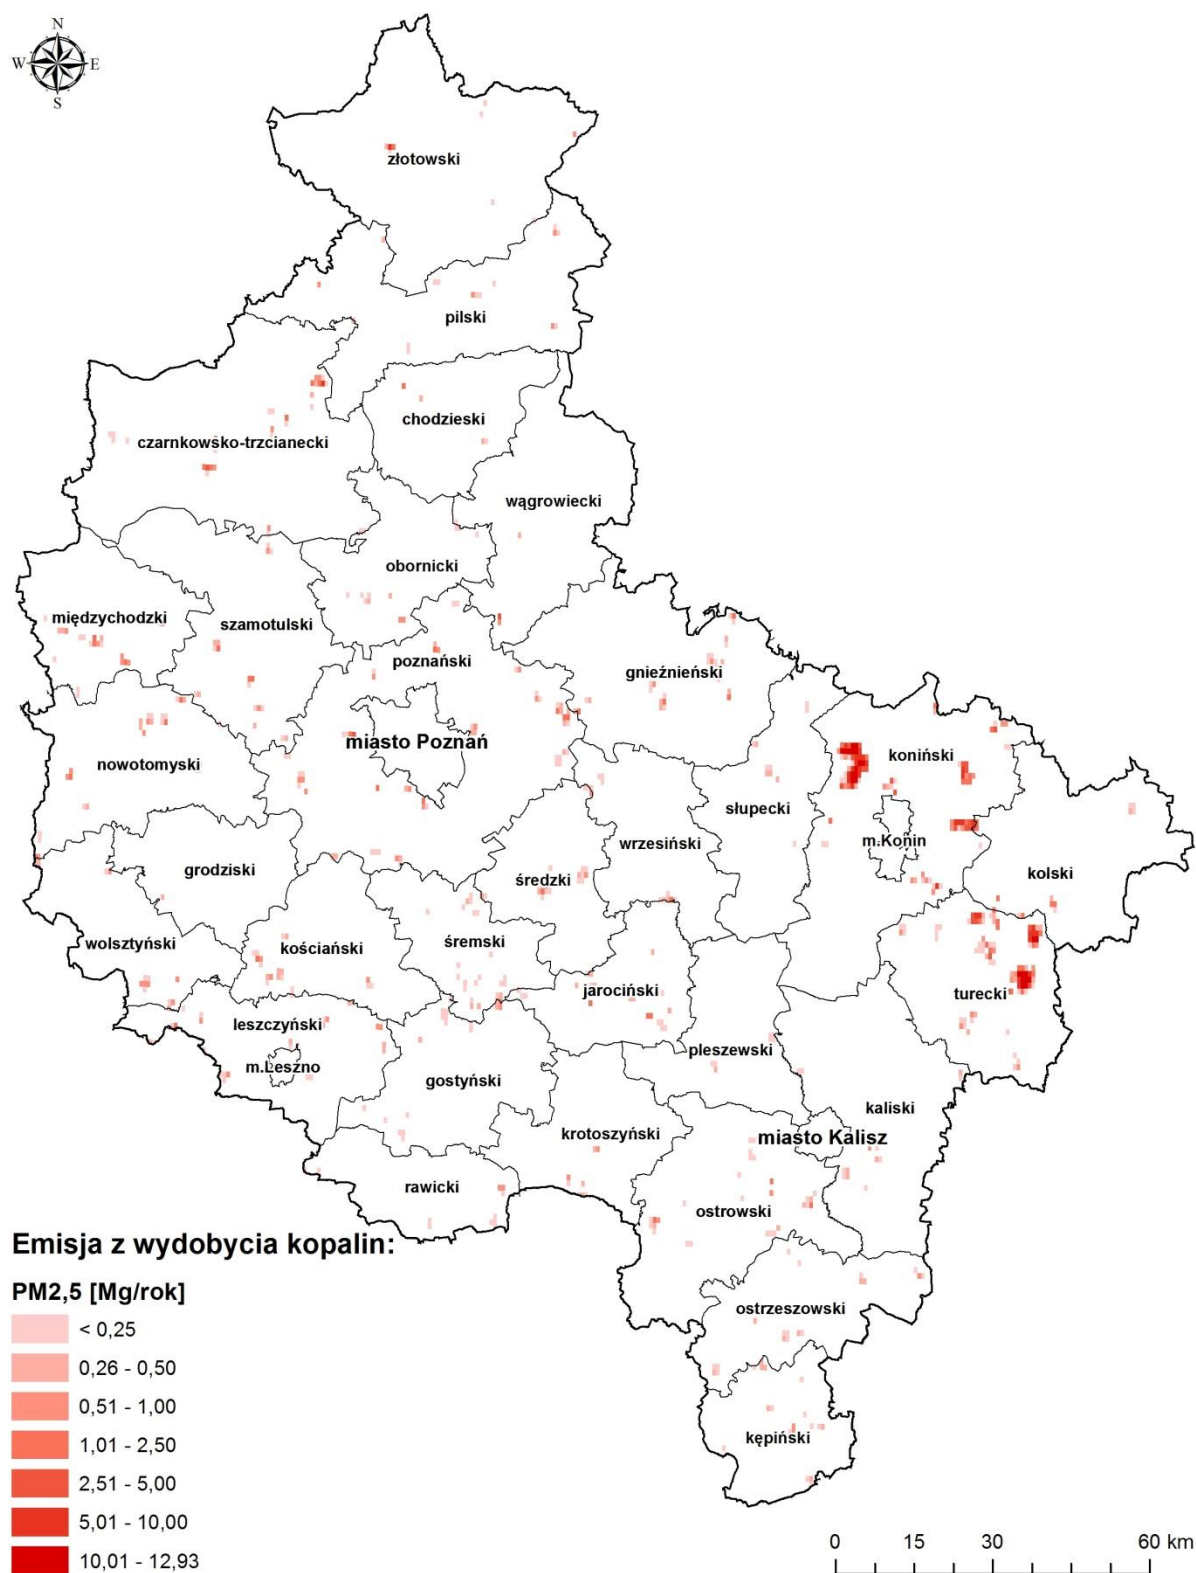 N
W E
S
złotowski
pilski
chodzieski
czarnkowsko-trzcianecki
wągrowiecki
obornicki
międzychodzki
szamotulski
poznański
gnieźnieński
miasto Poznań
koniński
nowotomyski
słupecki
m.Konin
wrzesiński
grodziski
średzki
kolski
wolsztyński
kościański
śremski
jarociński
turecki
leszczyński
pleszewski
m.Leszno
gostyński
kaliski
krotoszyński
miasto Kalisz
rawicki
ostrowski
Emisja z wydobycia kopalin:
PM2,5 [Mg/rok]
ostrzeszowski
< 0,25
0,26 - 0,50
0,51 - 1,00
1,01 - 2,50
kępiński
2,51 - 5,00
5,01 - 10,00
10,01 - 12,93
0 15 30 60 km